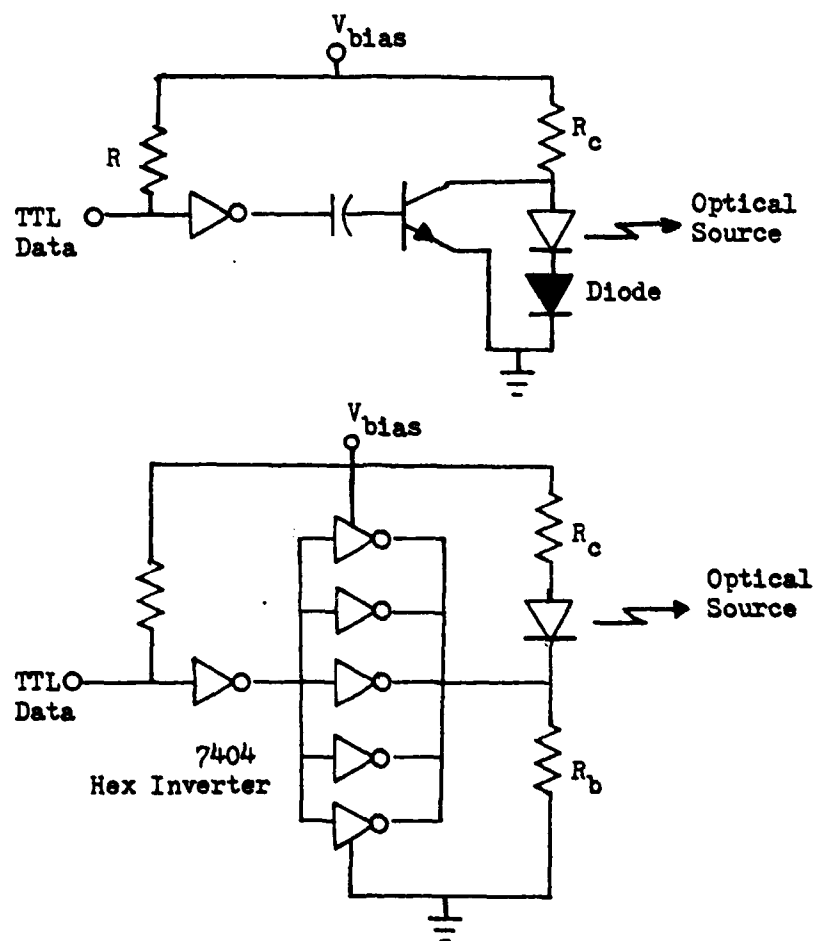 V_bias
R
R_c
TTL
Data
Optical
Source
Diode
V_bias
R_c
Optical
Source
TTL
Data
7404
Hex Inverter
R_b